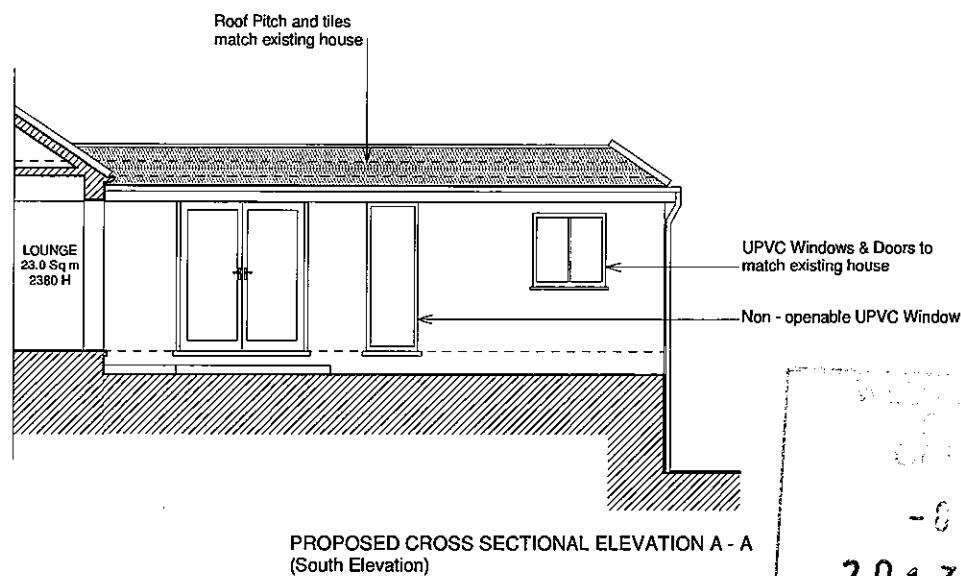 Roof Pitch and tiles
match existing house
LOUNGE
23.0 Sq m
2380 H
UPVC Windows & Doors to
match existing house
Non - openable UPVC Window
PROPOSED CROSS SECTIONAL ELEVATION A - A
(South Elevation)